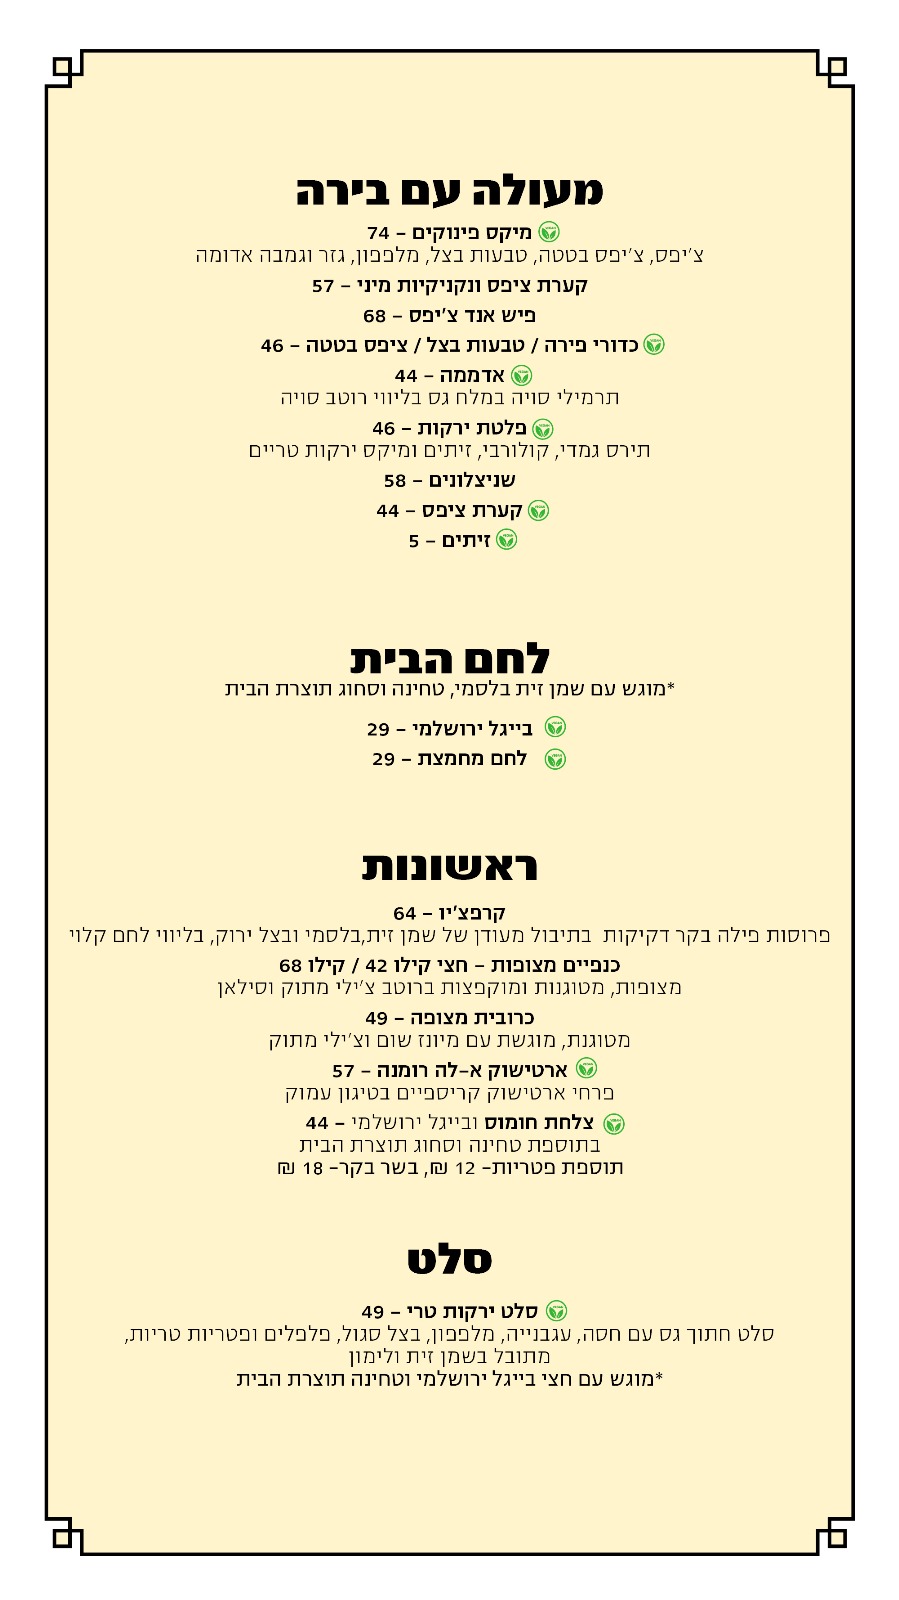 מעולה עם בירה
מיקס פינוקים – 74
צ'יפס, צ'יפס בטטה, טבעות בצל, מלפפון, גזר וגמבה אדומה
קערת ציפס ונקניקיות מיני – 57
פיש אנד צ'יפס – 68
כדורי פירה / טבעות בצל / ציפס בטטה – 46
אדממה – 44
תרמילי סויה במלח גס בליווי רוטב סויה
פלטת ירקות – 46
תירס גמדי, קולורבי, זיתים ומיקס ירקות טריים
שניצלונים – 58
קערת ציפס – 44
זיתים – 5
לחם הבית
*מוגש עם שמן זית בלסמי, טחינה וסחוג תוצרת הבית
בייגל ירושלמי – 29
לחם מחמצת – 29
ראשונות
קרפצ'יו – 64
פרוסות פילה בקר דקיקות בתיבול מעודן של שמן זית,בלסמי ובצל ירוק, בליווי לחם קלוי
כנפיים מצופות – חצי קילו 42 / קילו 68
מצופות, מטוגנות ומוקפצות ברוטב צ'ילי מתוק וסילאן
כרובית מצופה – 49
מטוגנת, מוגשת עם מיונז שום וצ'ילי מתוק
ארטישוק א–לה רומנה – 57
פרחי ארטישוק קריספיים בטיגון עמוק
צלחת חומוס ובייגל ירושלמי – 44
בתוספת טחינה וסחוג תוצרת הבית
תוספת פטריות- 12 ₪, בשר בקר- 18 ₪
סלט
סלט ירקות טרי – 49
סלט חתוך גס עם חסה, עגבנייה, מלפפון, בצל סגול, פלפלים ופטריות טריות,
מתובל בשמן זית ולימון
*מוגש עם חצי בייגל ירושלמי וטחינה תוצרת הבית